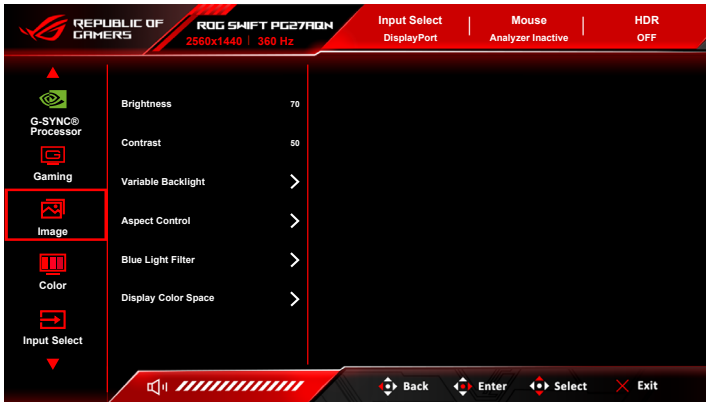 REPUBLIC OF
GAMERS
ROG SWIFT PG27AQN
2560x1440 | 360 Hz
Input Select
DisplayPort
Mouse
Analyzer Inactive
HDR
OFF
G-SYNC®
Processor
Gaming
Image
Color
Input Select
Brightness 70
Contrast 50
Variable Backlight
Aspect Control
Blue Light Filter
Display Color Space
Back
Enter
Select
Exit